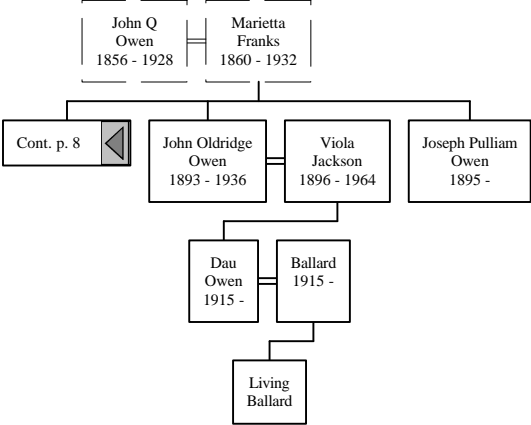 John Q
Owen
1856 - 1928
Marietta
Franks
1860 - 1932
Cont. p. 8
John Oldridge
Owen
1893 - 1936
Viola
Jackson
1896 - 1964
Joseph Pulliam
Owen
1895 -
Dau
Owen
1915 -
Ballard
1915 -
Living
Ballard